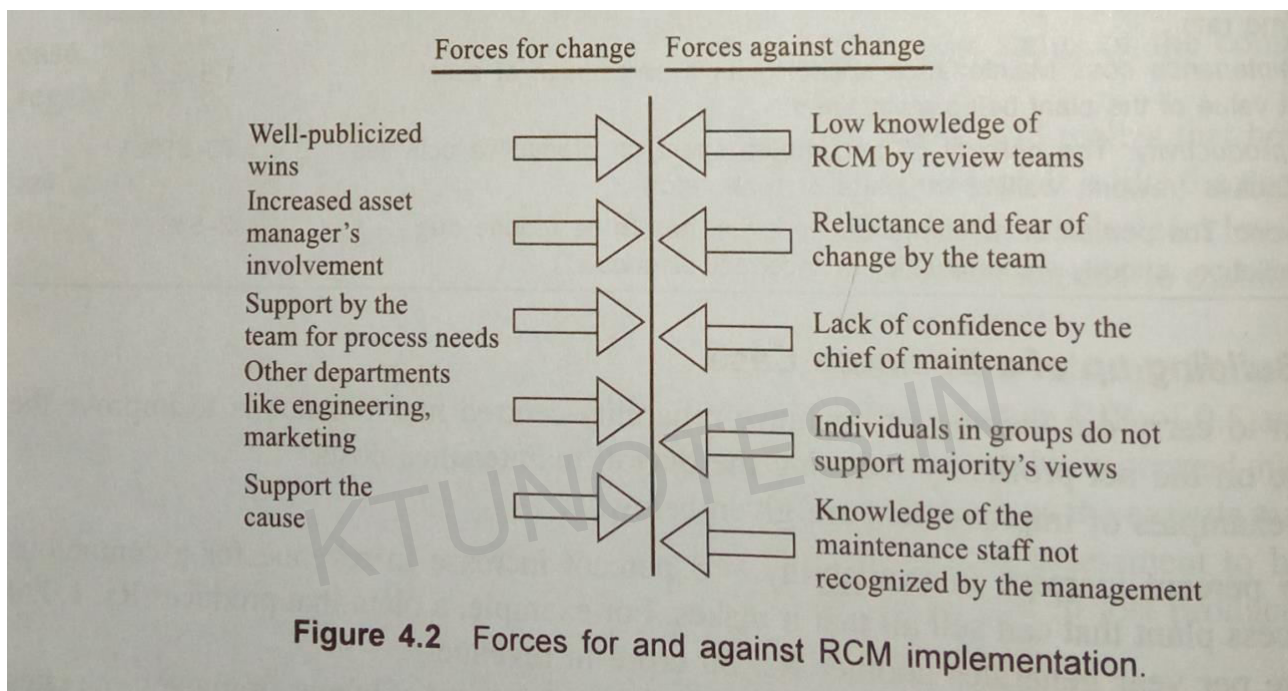 Forces for change Forces against change
Well-publicized
wins
Increased asset
manager's
involvement
Support by the
team for process needs
Other departments
like engineering,
marketing
Support the
cause
Low knowledge of
RCM by review teams
Reluctance and fear of
change by the team
Lack of confidence by the
chief of maintenance
Individuals in groups do not
support majority's views
Knowledge of the
maintenance staff not
recognized by the management
KTUNOTES.IN
Figure 4.2 Forces for and against RCM implementation.